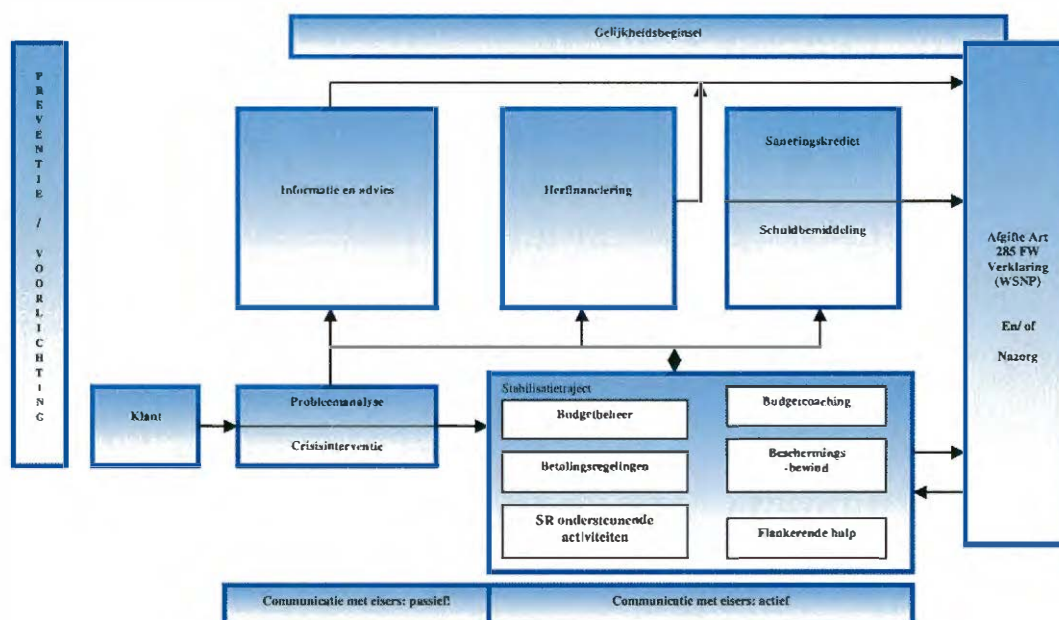 Gelijkheidsbeginsel
PREVENTIE / VOORLICHTING
Informatie en advies
Herfinanciering
Saneringskrediet
Schuldbemiddeling
Afgifte Art
285 FW
Verklaring
(WSNP)
En/ of
Nazorg
Klant
Probleemanalyse
Crisisinterventie
Stabilisatietraject
Budgetbeheer
Budgetcoaching
Betalingsregelingen
Beschermings
-bewind
SR ondersteunende
activiteiten
Flankerende hulp
Communicatie met eisers: passief!
Communicatie met eisers: actief